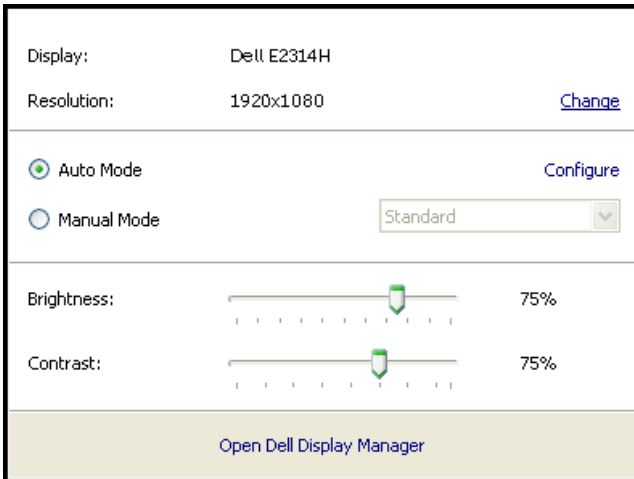 Display: Dell E2314H
Resolution: 1920x1080 Change
Auto Mode Configure
Manual Mode Standard
Brightness: 75%
Contrast: 75%
Open Dell Display Manager